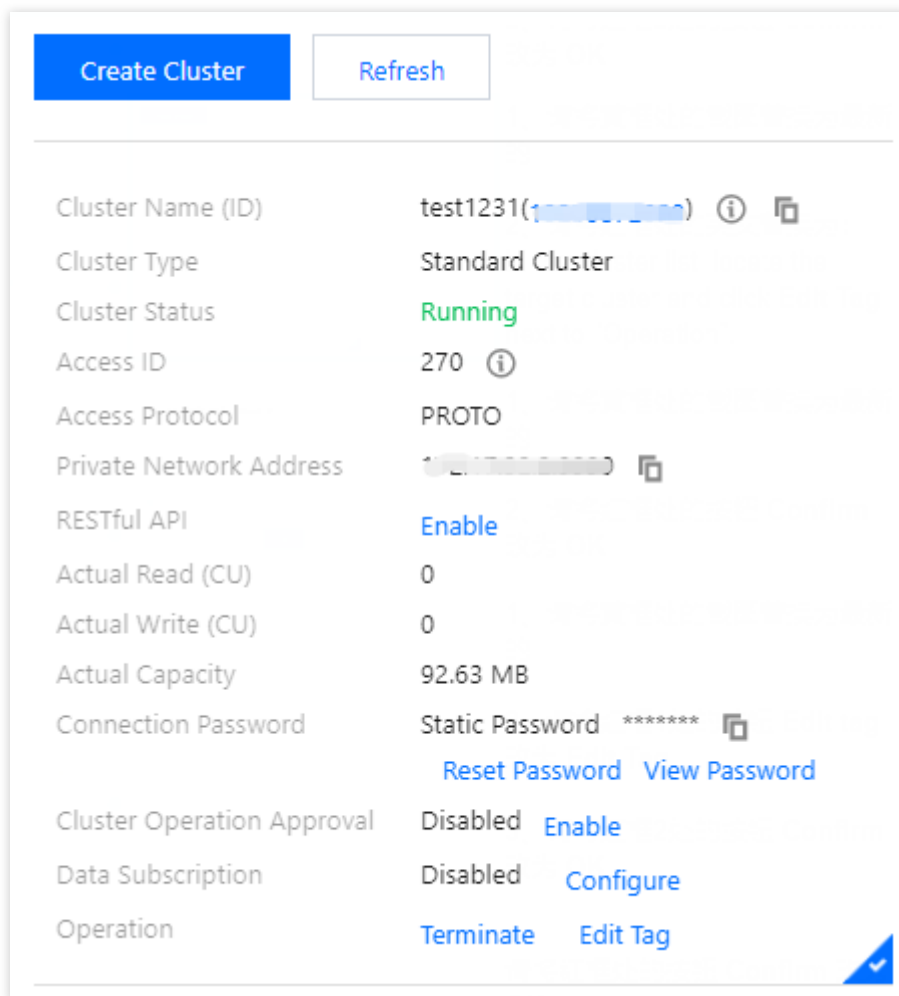 Create Cluster
Refresh
Cluster Name (ID) test1231( )
Cluster Type Standard Cluster
Cluster Status Running
Access ID 270
Access Protocol PROTO
Private Network Address
RESTful API Enable
Actual Read (CU) 0
Actual Write (CU) 0
Actual Capacity 92.63 MB
Connection Password Static Password *******
Reset Password View Password
Cluster Operation Approval Disabled Enable
Data Subscription Disabled Configure
Operation Terminate Edit Tag